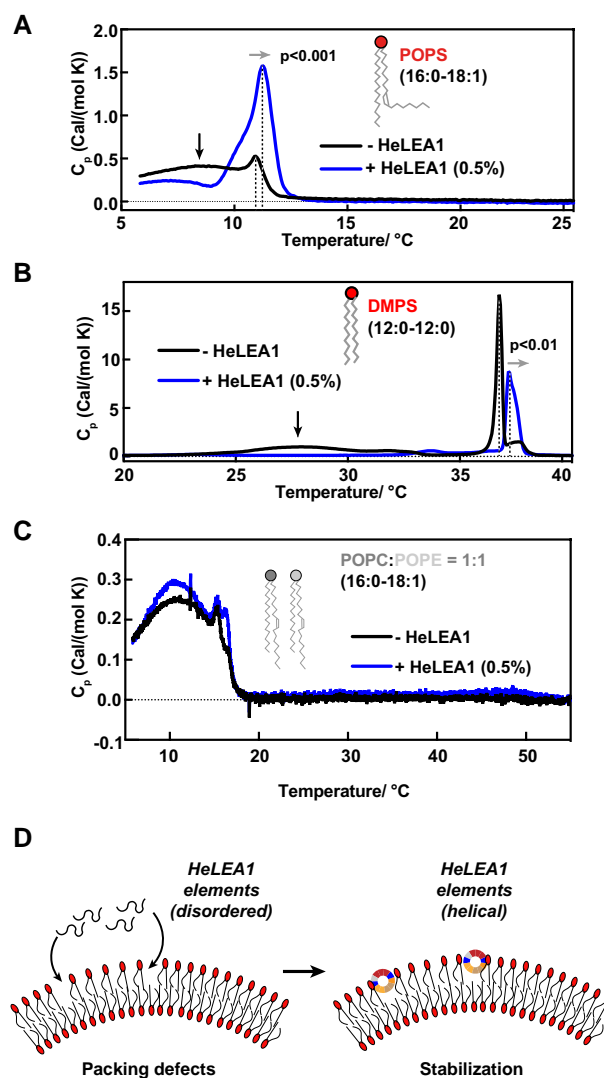 A
C_p (Cal/(mol K))
2.0
1.5
1.0
0.5
0.0
p<0.001
POPS
(16:0-18:1)
- HeLEA1
+ HeLEA1 (0.5%)
5
10
15
20
25
Temperature/ °C
B
C_p (Cal/(mol K))
15
10
5
0
DMPS
(12:0-12:0)
- HeLEA1
+ HeLEA1 (0.5%)
p<0.01
20
25
30
35
40
Temperature/ °C
C
C_p (Cal/(mol K))
0.4
0.3
0.2
0.1
0.0
-0.1
POPC:POPE = 1:1
(16:0-18:1)
- HeLEA1
+ HeLEA1 (0.5%)
10
20
30
40
50
Temperature/ °C
D
HeLEA1
elements
(disordered)
HeLEA1
elements
(helical)
Packing defects
Stabilization